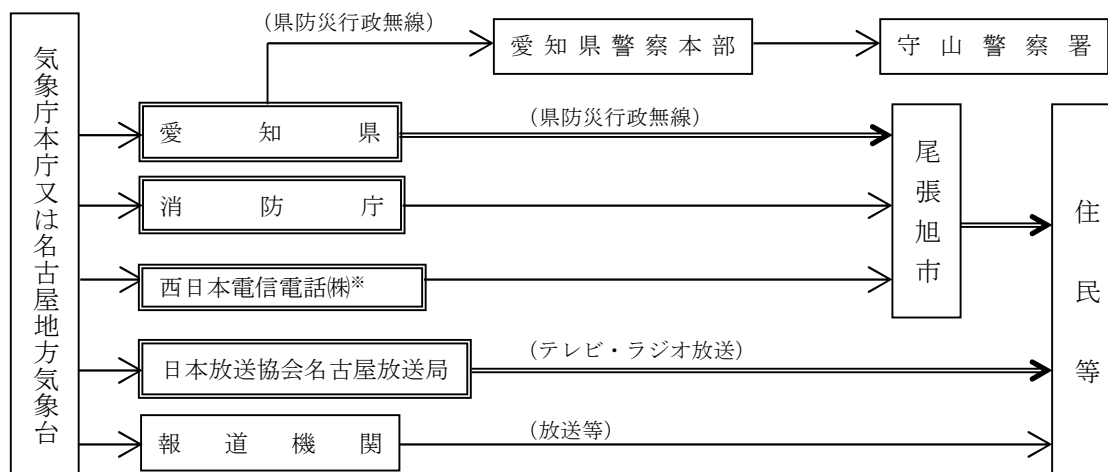 気象庁本庁又は名古屋地方気象台
(県防災行政無線)
愛知県警察本部
守山警察署
愛知県
(県防災行政無線)
消防庁
西日本電信電話㈱※
尾張旭市
日本放送協会名古屋放送局
(テレビ・ラジオ放送)
報道機関
(放送等)
住民等